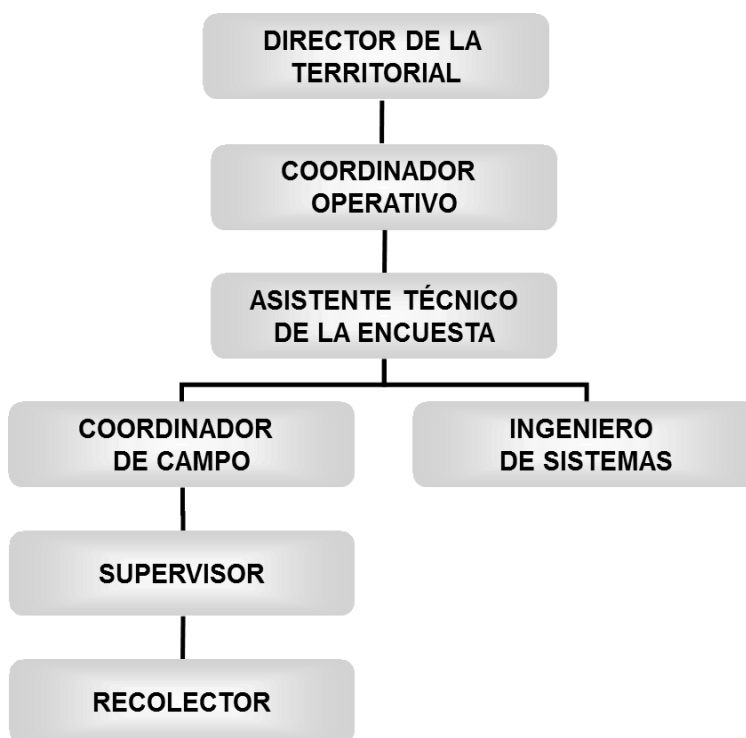 DIRECTOR DE LA
TERRITORIAL
COORDINADOR
OPERATIVO
ASISTENTE TÉCNICO
DE LA ENCUESTA
COORDINADOR
DE CAMPO
INGENIERO
DE SISTEMAS
SUPERVISOR
RECOLECTOR